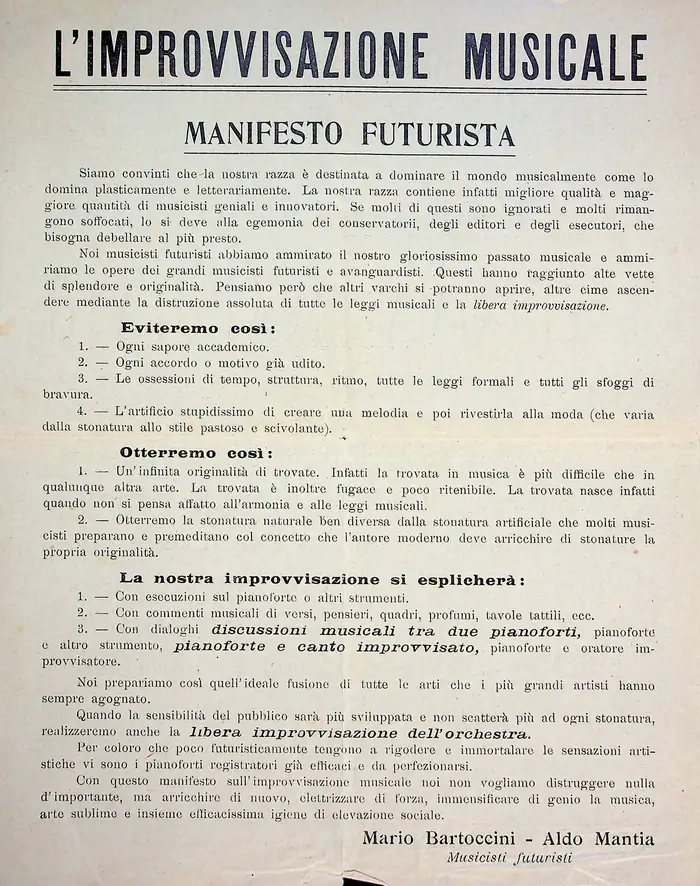 L'IMPROVVISAZIONE MUSICALE
MANIFESTO FUTURISTA
Siamo convinti che la nostra razza è destinata a dominare il mondo musicalmente come lo
domina plasticamente e letterariamente. La nostra razza contiene infatti migliore qualità e mag-
giore quantità di musicisti geniali e innovatori. Se molti di questi sono ignorati e molti riman-
gono soffocati, lo si deve alla egemonia dei conservatorii, degli editori e degli esecutori, che
bisogna debellare al più presto.
Noi musicisti futuristi abbiamo ammirato il nostro gloriosissimo passato musicale e ammi-
riamo le opere dei grandi musicisti futuristi e avanguardisti. Questi hanno raggiunto alte vette
di splendore e originalità. Pensiamo però che altri varchi si potranno aprire, altre cime ascen-
dere mediante la distruzione assoluta di tutte le leggi musicali e la libera improvvisazione.
Eviteremo così:
1. — Ogni sapore accademico.
2. — Ogni accordo o motivo già udito.
3. — Le ossessioni di tempo, struttura, ritmo, tutte le leggi formali e tutti gli sfoggi di
bravura.
4. — L'artificio stupidissimo di creare una melodia e poi rivestirla alla moda (che varia
dalla stonatura allo stile pastoso e scivolante).
Otterremo così:
1. — Un'infinita originalità di trovate. Infatti la trovata in musica è più difficile che in
qualunque altra arte. La trovata è inoltre fugace e poco ritenibile. La trovata nasce infatti
quando non si pensa affatto all'armonia e alle leggi musicali.
2. — Otterremo la stonatura naturale ben diversa dalla stonatura artificiale che molti musi-
cisti preparano e premeditano col concetto che l'autore moderno deve arricchire di stonature la
propria originalità.
La nostra improvvisazione si esplicherà:
1. — Con esecuzioni sul pianoforte o altri strumenti.
2. — Con commenti musicali di versi, pensieri, quadri, profumi, tavole tattili, ecc.
3. — Con dialoghi discussioni musicali tra due pianoforti, pianoforte
e altro strumento, pianoforte e canto improvvisato, pianoforte e oratore im-
provvisatore.
Noi prepariamo così quell'ideale fusione di tutte le arti che i più grandi artisti hanno
sempre agognato.
Quando la sensibilità del pubblico sarà più sviluppata e non scatterà più ad ogni stonatura,
realizzeremo anche la libera improvvisazione dell'orchestra.
Per coloro che poco futuristicamente tengono a rigodere e immortalare le sensazioni arti-
stiche vi sono i pianoforti registratori già efficaci e da perfezionarsi.
Con questo manifesto sull'improvvisazione musicale noi non vogliamo distruggere nulla
d'importante, ma arricchire di nuovo, elettrizzare di forza, immensificare di genio la musica,
arte sublime e insieme efficacissima igiene di elevazione sociale.
Mario Bartoccini - Aldo Mantia
Musicisti futuristi